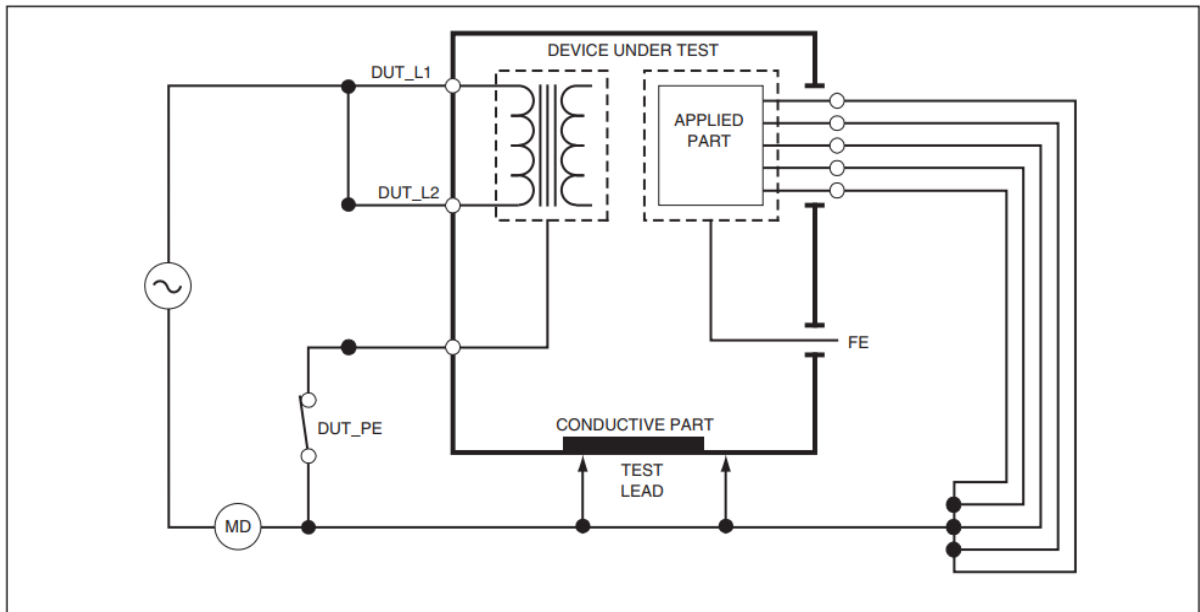 DEVICE UNDER TEST
DUT_L1
APPLIED
PART
DUT_L2
FE
DUT_PE
CONDUCTIVE PART
TEST
LEAD
MD